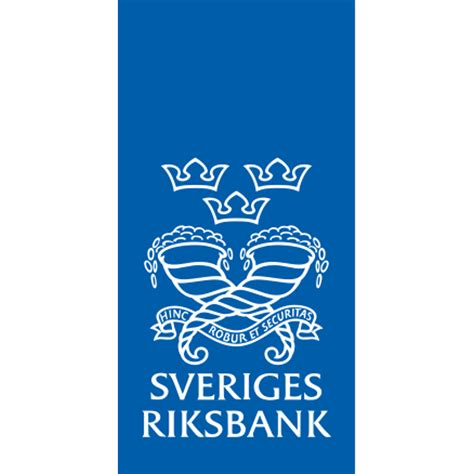 HINC ROBUR ET SECURITAS
SVERIGES
RIKSBANK